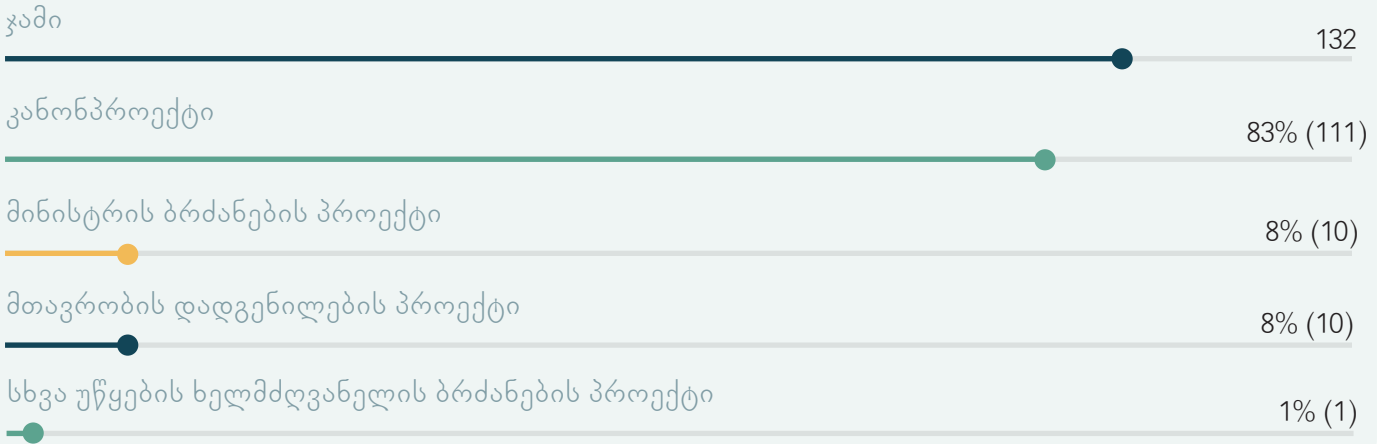 ჯამი
132
კანონპროექტი
83% (111)
მინისტრის ბრძანების პროექტი
8% (10)
მთავრობის დადგენილების პროექტი
8% (10)
სხვა უწყების ხელმძღვანელის ბრძანების პროექტი
1% (1)